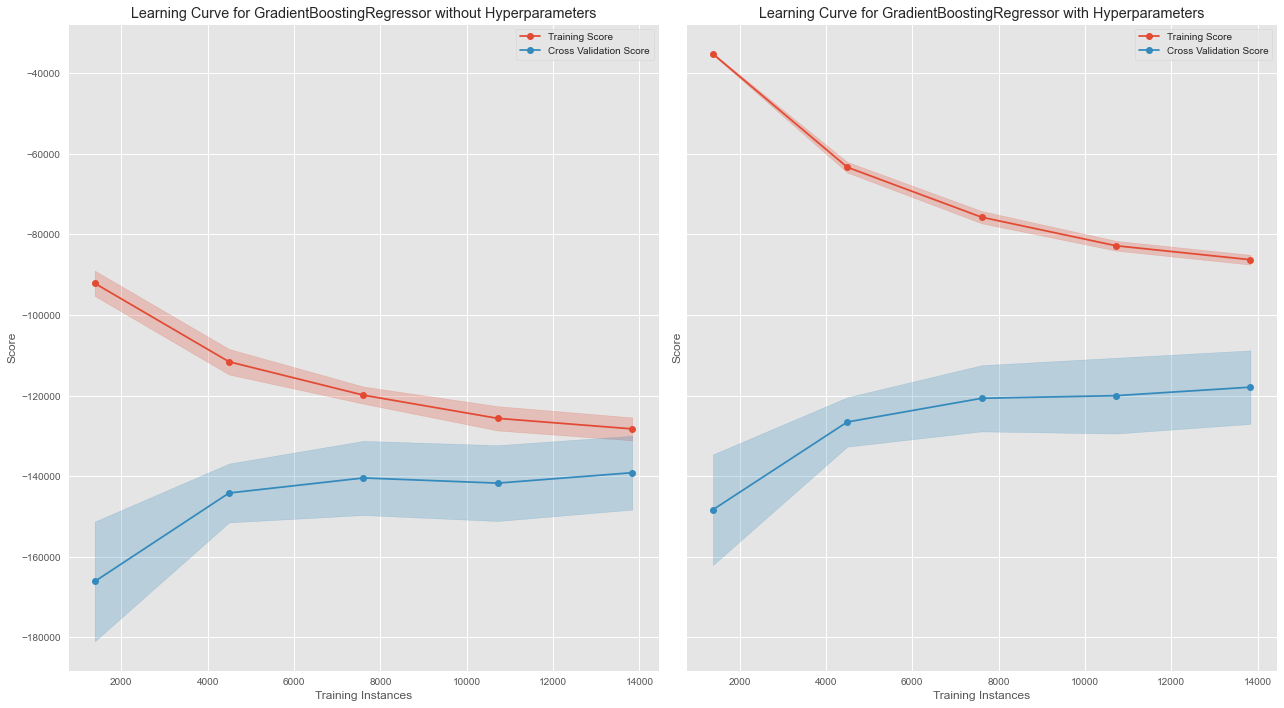 Learning Curve for GradientBoostingRegressor without Hyperparameters
Training Score
Cross Validation Score
−40000
−60000
−80000
−100000
−120000
−140000
−160000
−180000
Score
2000 4000 6000 8000 10000 12000 14000
Training Instances
Learning Curve for GradientBoostingRegressor with Hyperparameters
Training Score
Cross Validation Score
Score
2000 4000 6000 8000 10000 12000 14000
Training Instances